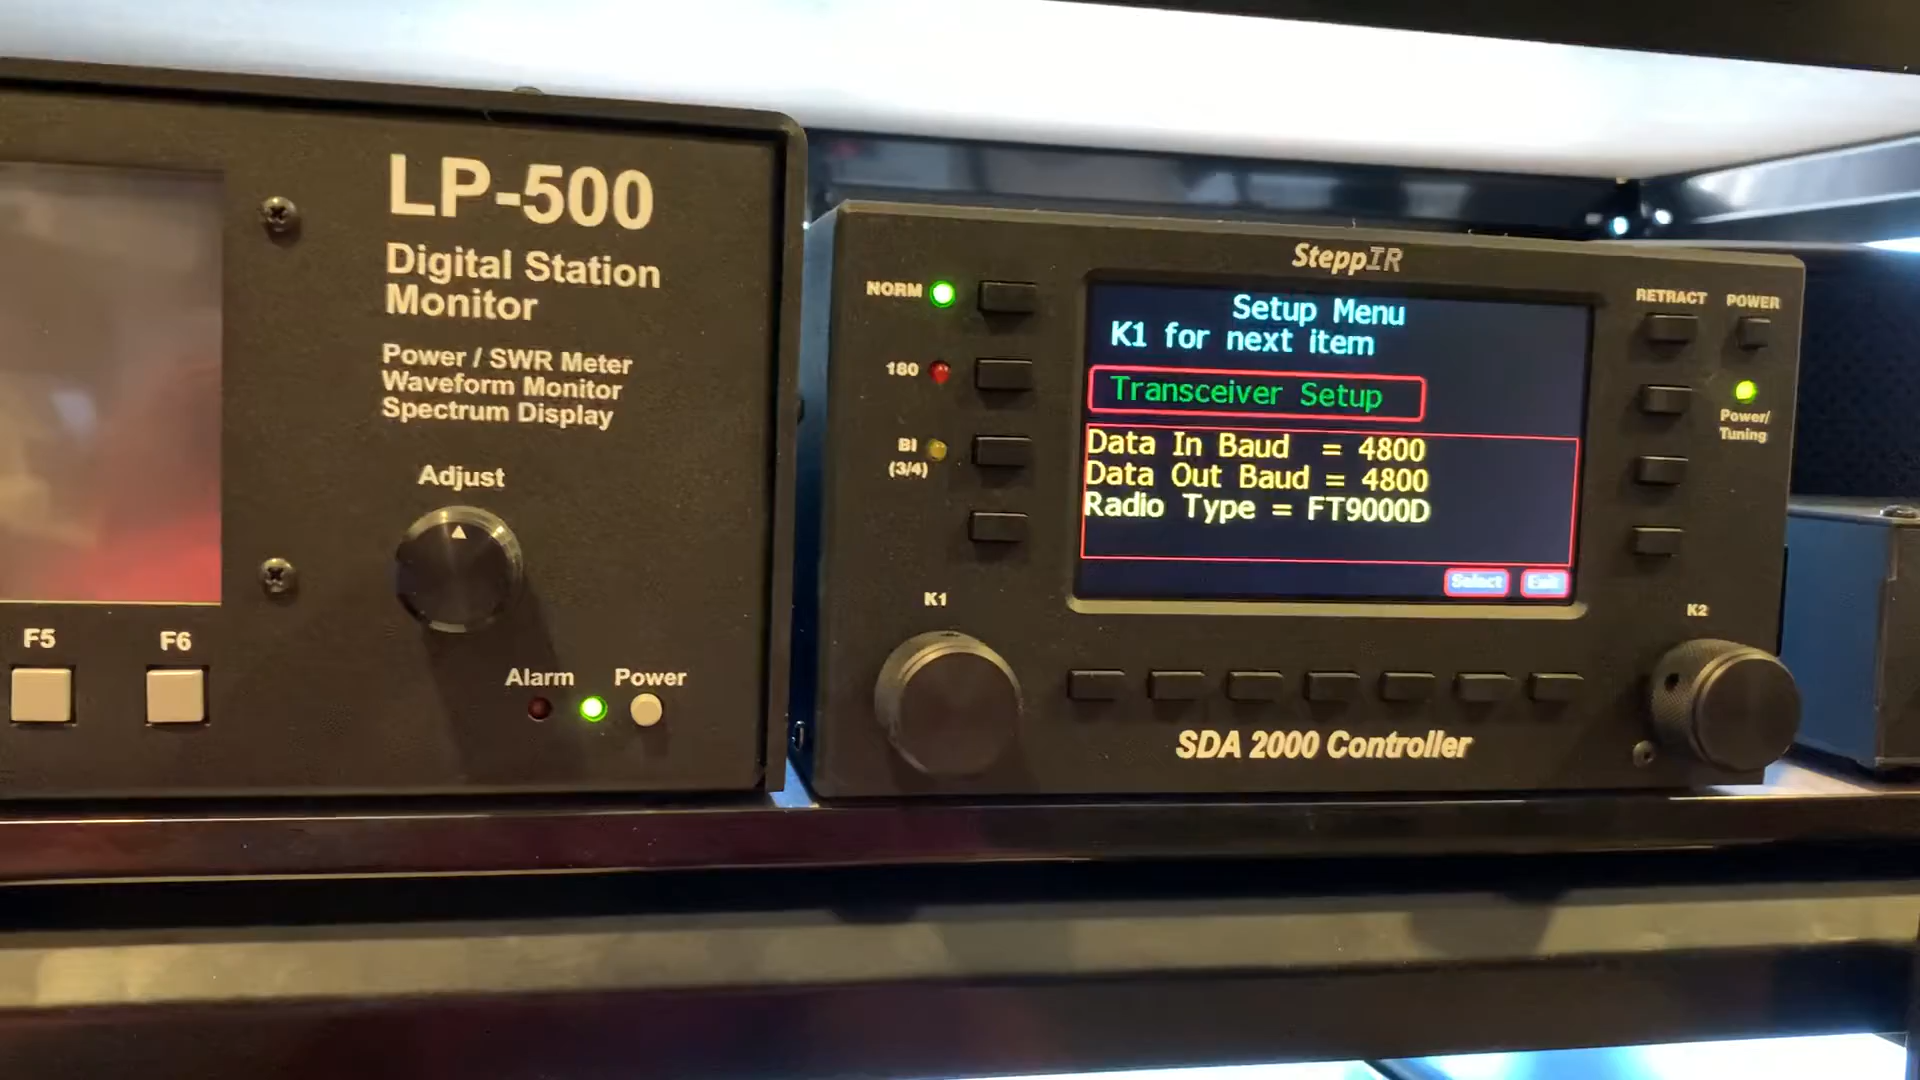 LP-500
Digital Station
Monitor
Power / SWR Meter
Waveform Monitor
Spectrum Display
Adjust
F5
F6
Alarm
Power
SteppIR
NORM
180
BI
(3/4)
K1
Setup Menu
K1 for next item
Transceiver Setup
Data In Baud = 4800
Data Out Baud = 4800
Radio Type = FT9000D
Select
Exit
RETRACT
POWER
Power/
Tuning
K2
SDA 2000 Controller